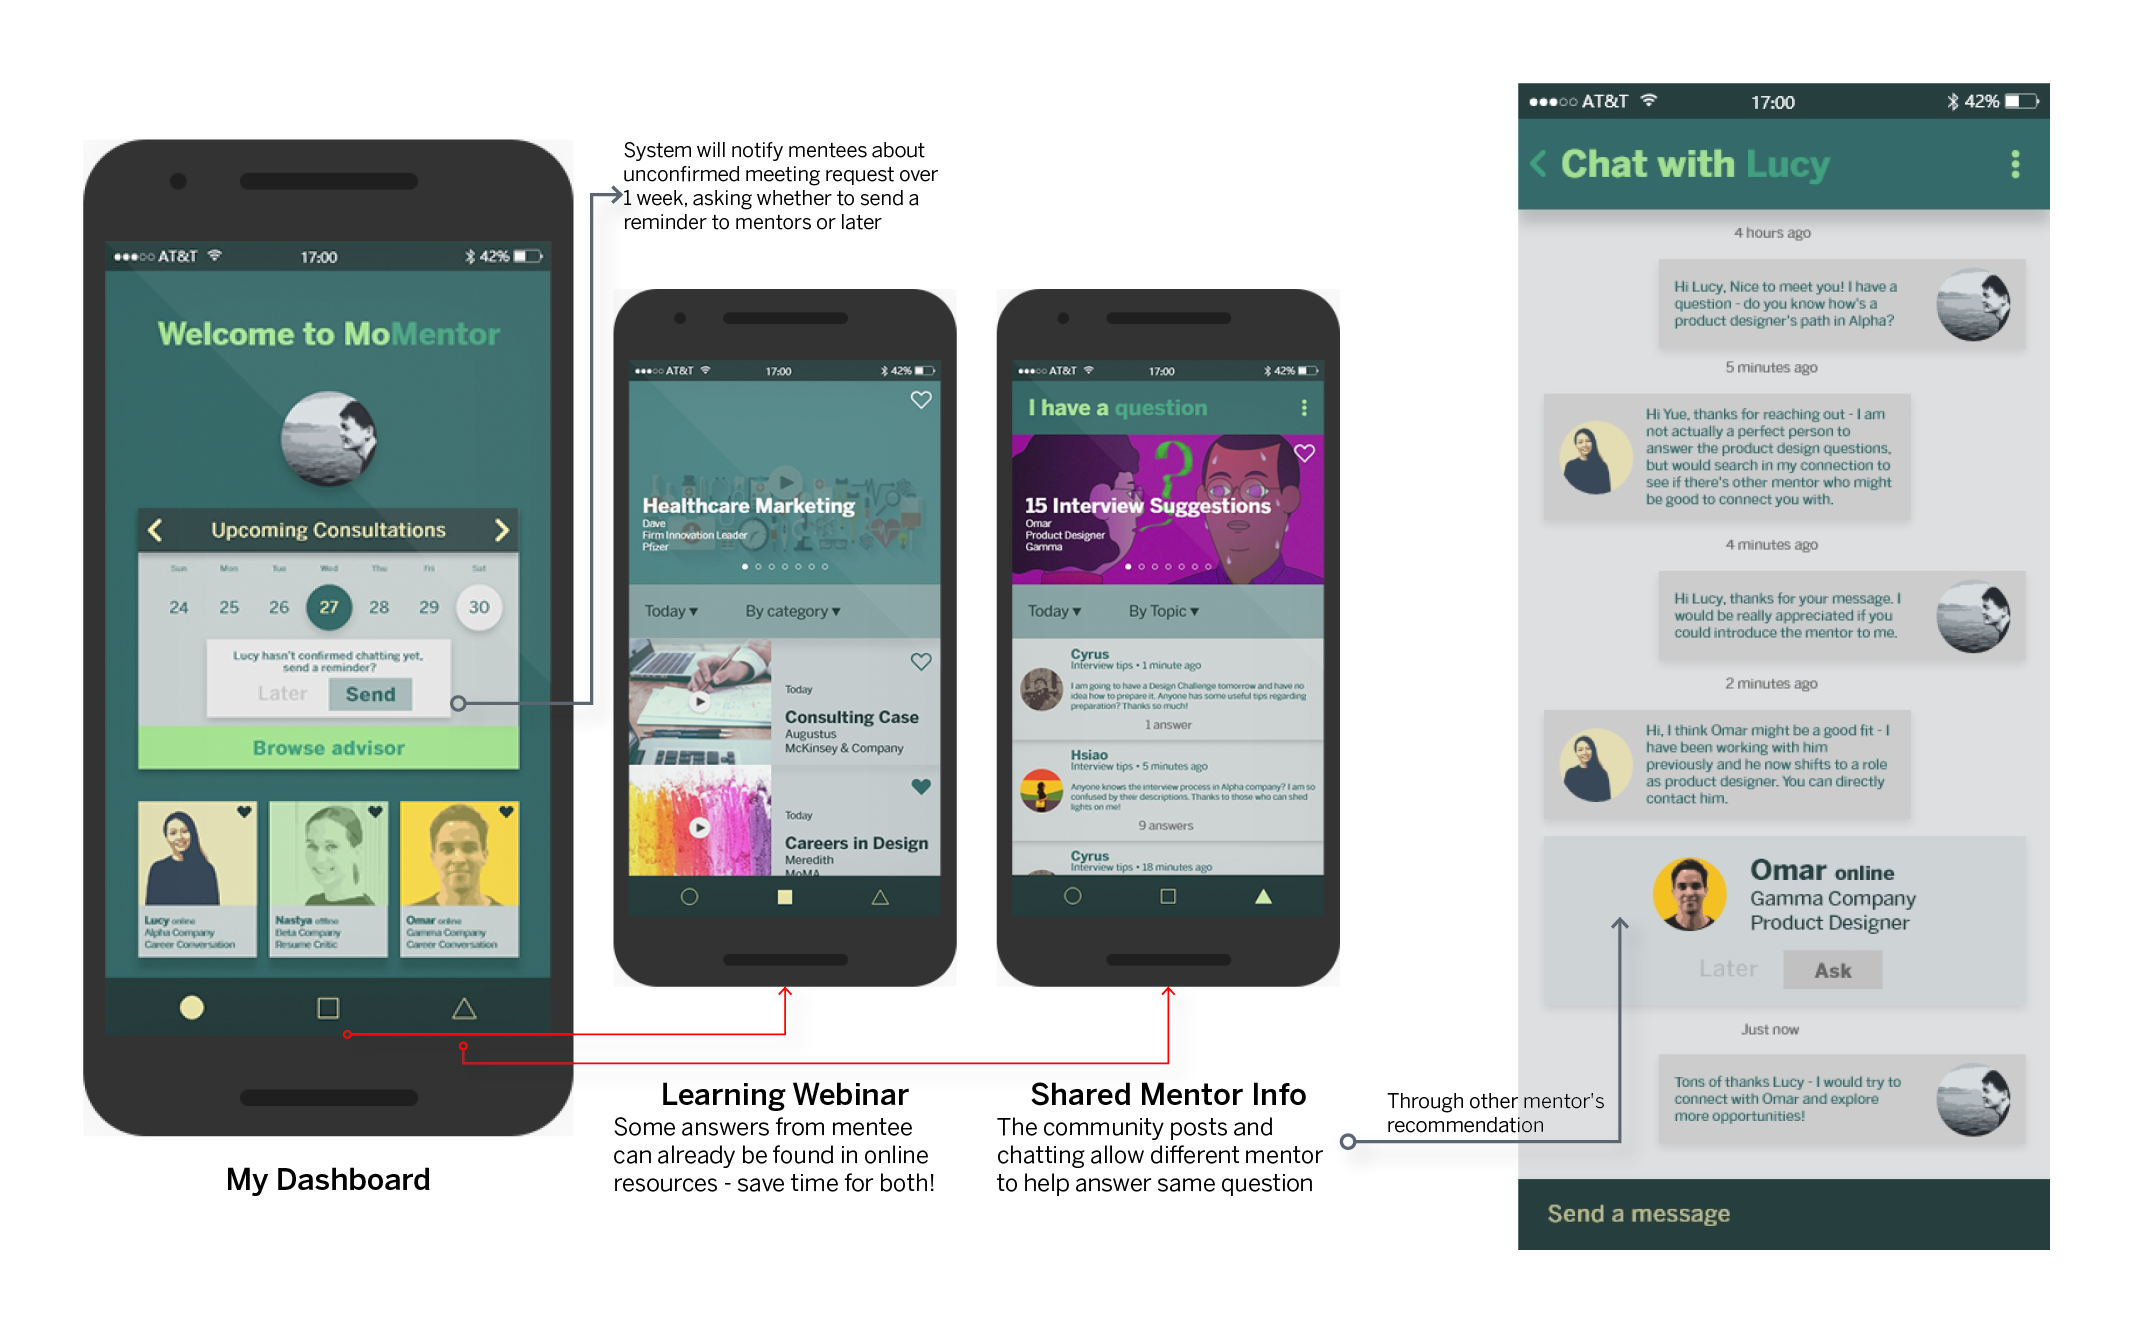 AT&T 17:00 42%
Welcome to MoMentor
Upcoming Consultations
Sun Mon Tue Wed Thu Fri Sat
24 25 26 27 28 29 30
Lucy hasn't confirmed chatting yet,
send a reminder?
Later Send
Browse advisor
Lucy online
Alpha Company
Career Conversation
Nastya offline
Beta Company
Resume Critic
Omar online
Gamma Company
Career Conversation
My Dashboard
System will notify mentees about
unconfirmed meeting request over
1 week, asking whether to send a
reminder to mentors or later
AT&T 17:00 42%
Healthcare Marketing
Dave
Firm Innovation Leader
Pfizer
Today ▾ By category ▾
Today
Consulting Case
Augustus
McKinsey & Company
Today
Careers in Design
Meredith
MoMA
Learning Webinar
Some answers from mentee
can already be found in online
resources - save time for both!
AT&T 17:00 42%
I have a question
?
15 Interview Suggestions
Omar
Product Designer
Gamma
Today ▾ By Topic ▾
Cyrus
Interview tips • 1 minute ago
I am going to have a Design Challenge tomorrow and have no
idea how to prepare it. Anyone has some useful tips regarding
preparation? Thanks so much!
1 answer
Hsiao
Interview tips • 5 minutes ago
Anyone knows the interview process in Alpha company? I am so
confused by their descriptions. Thanks to those who can shed
lights on me!
9 answers
Cyrus
Interview tips • 18 minutes ago
Shared Mentor Info
The community posts and
chatting allow different mentor
to help answer same question
Through other mentor's
recommendation
AT&T 17:00 42%
Chat with Lucy
4 hours ago
Hi Lucy, Nice to meet you! I have a
question - do you know how's a
product designer's path in Alpha?
5 minutes ago
Hi Yue, thanks for reaching out - I am
not actually a perfect person to
answer the product design questions,
but would search in my connection to
see if there's other mentor who might
be good to connect you with.
4 minutes ago
Hi Lucy, thanks for your message. I
would be really appreciated if you
could introduce the mentor to me.
2 minutes ago
Hi, I think Omar might be a good fit - I
have been working with him
previously and he now shifts to a role
as product designer. You can directly
contact him.
Omar online
Gamma Company
Product Designer
Later Ask
Just now
Tons of thanks Lucy - I would try to
connect with Omar and explore
more opportunities!
Send a message